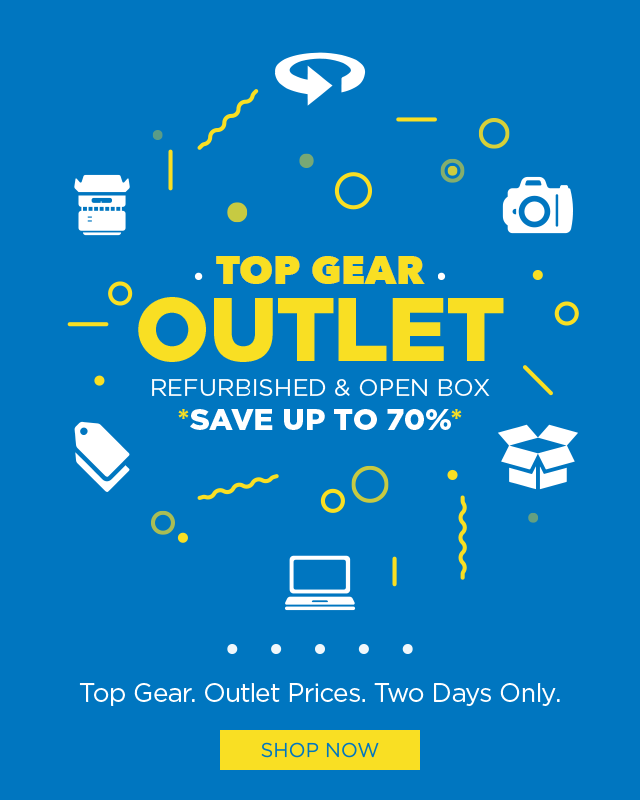 TOP GEAR
OUTLET
REFURBISHED & OPEN BOX
*SAVE UP TO 70%*
Top Gear. Outlet Prices. Two Days Only.
SHOP NOW